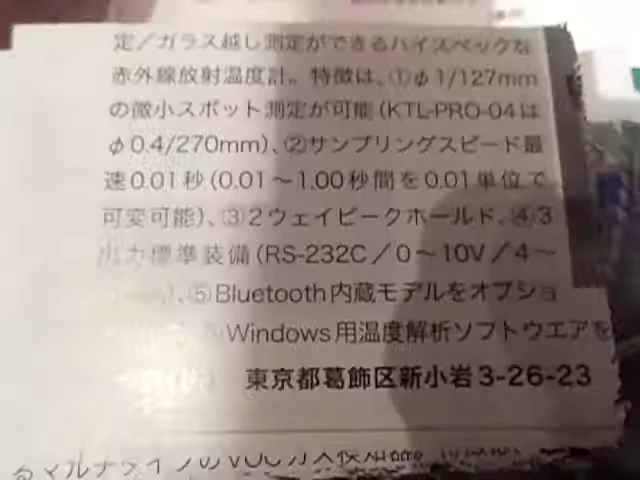 定／ガラス越し測定ができるハイスペックな
赤外線放射温度計。特徴は、①φ1/127mm
の微小スポット測定が可能（KTL-PRO-04は
φ0.4/270mm）、②サンプリングスピード最
速0.01秒（0.01〜1.00秒間を0.01単位で
可変可能）、③2ウェイピークホールド、④3
出力標準装備（RS-232C／0〜10V／4〜
）、⑤Bluetooth内蔵モデルをオプショ
Windows用温度解析ソフトウエアを
東京都葛飾区新小岩3-26-23